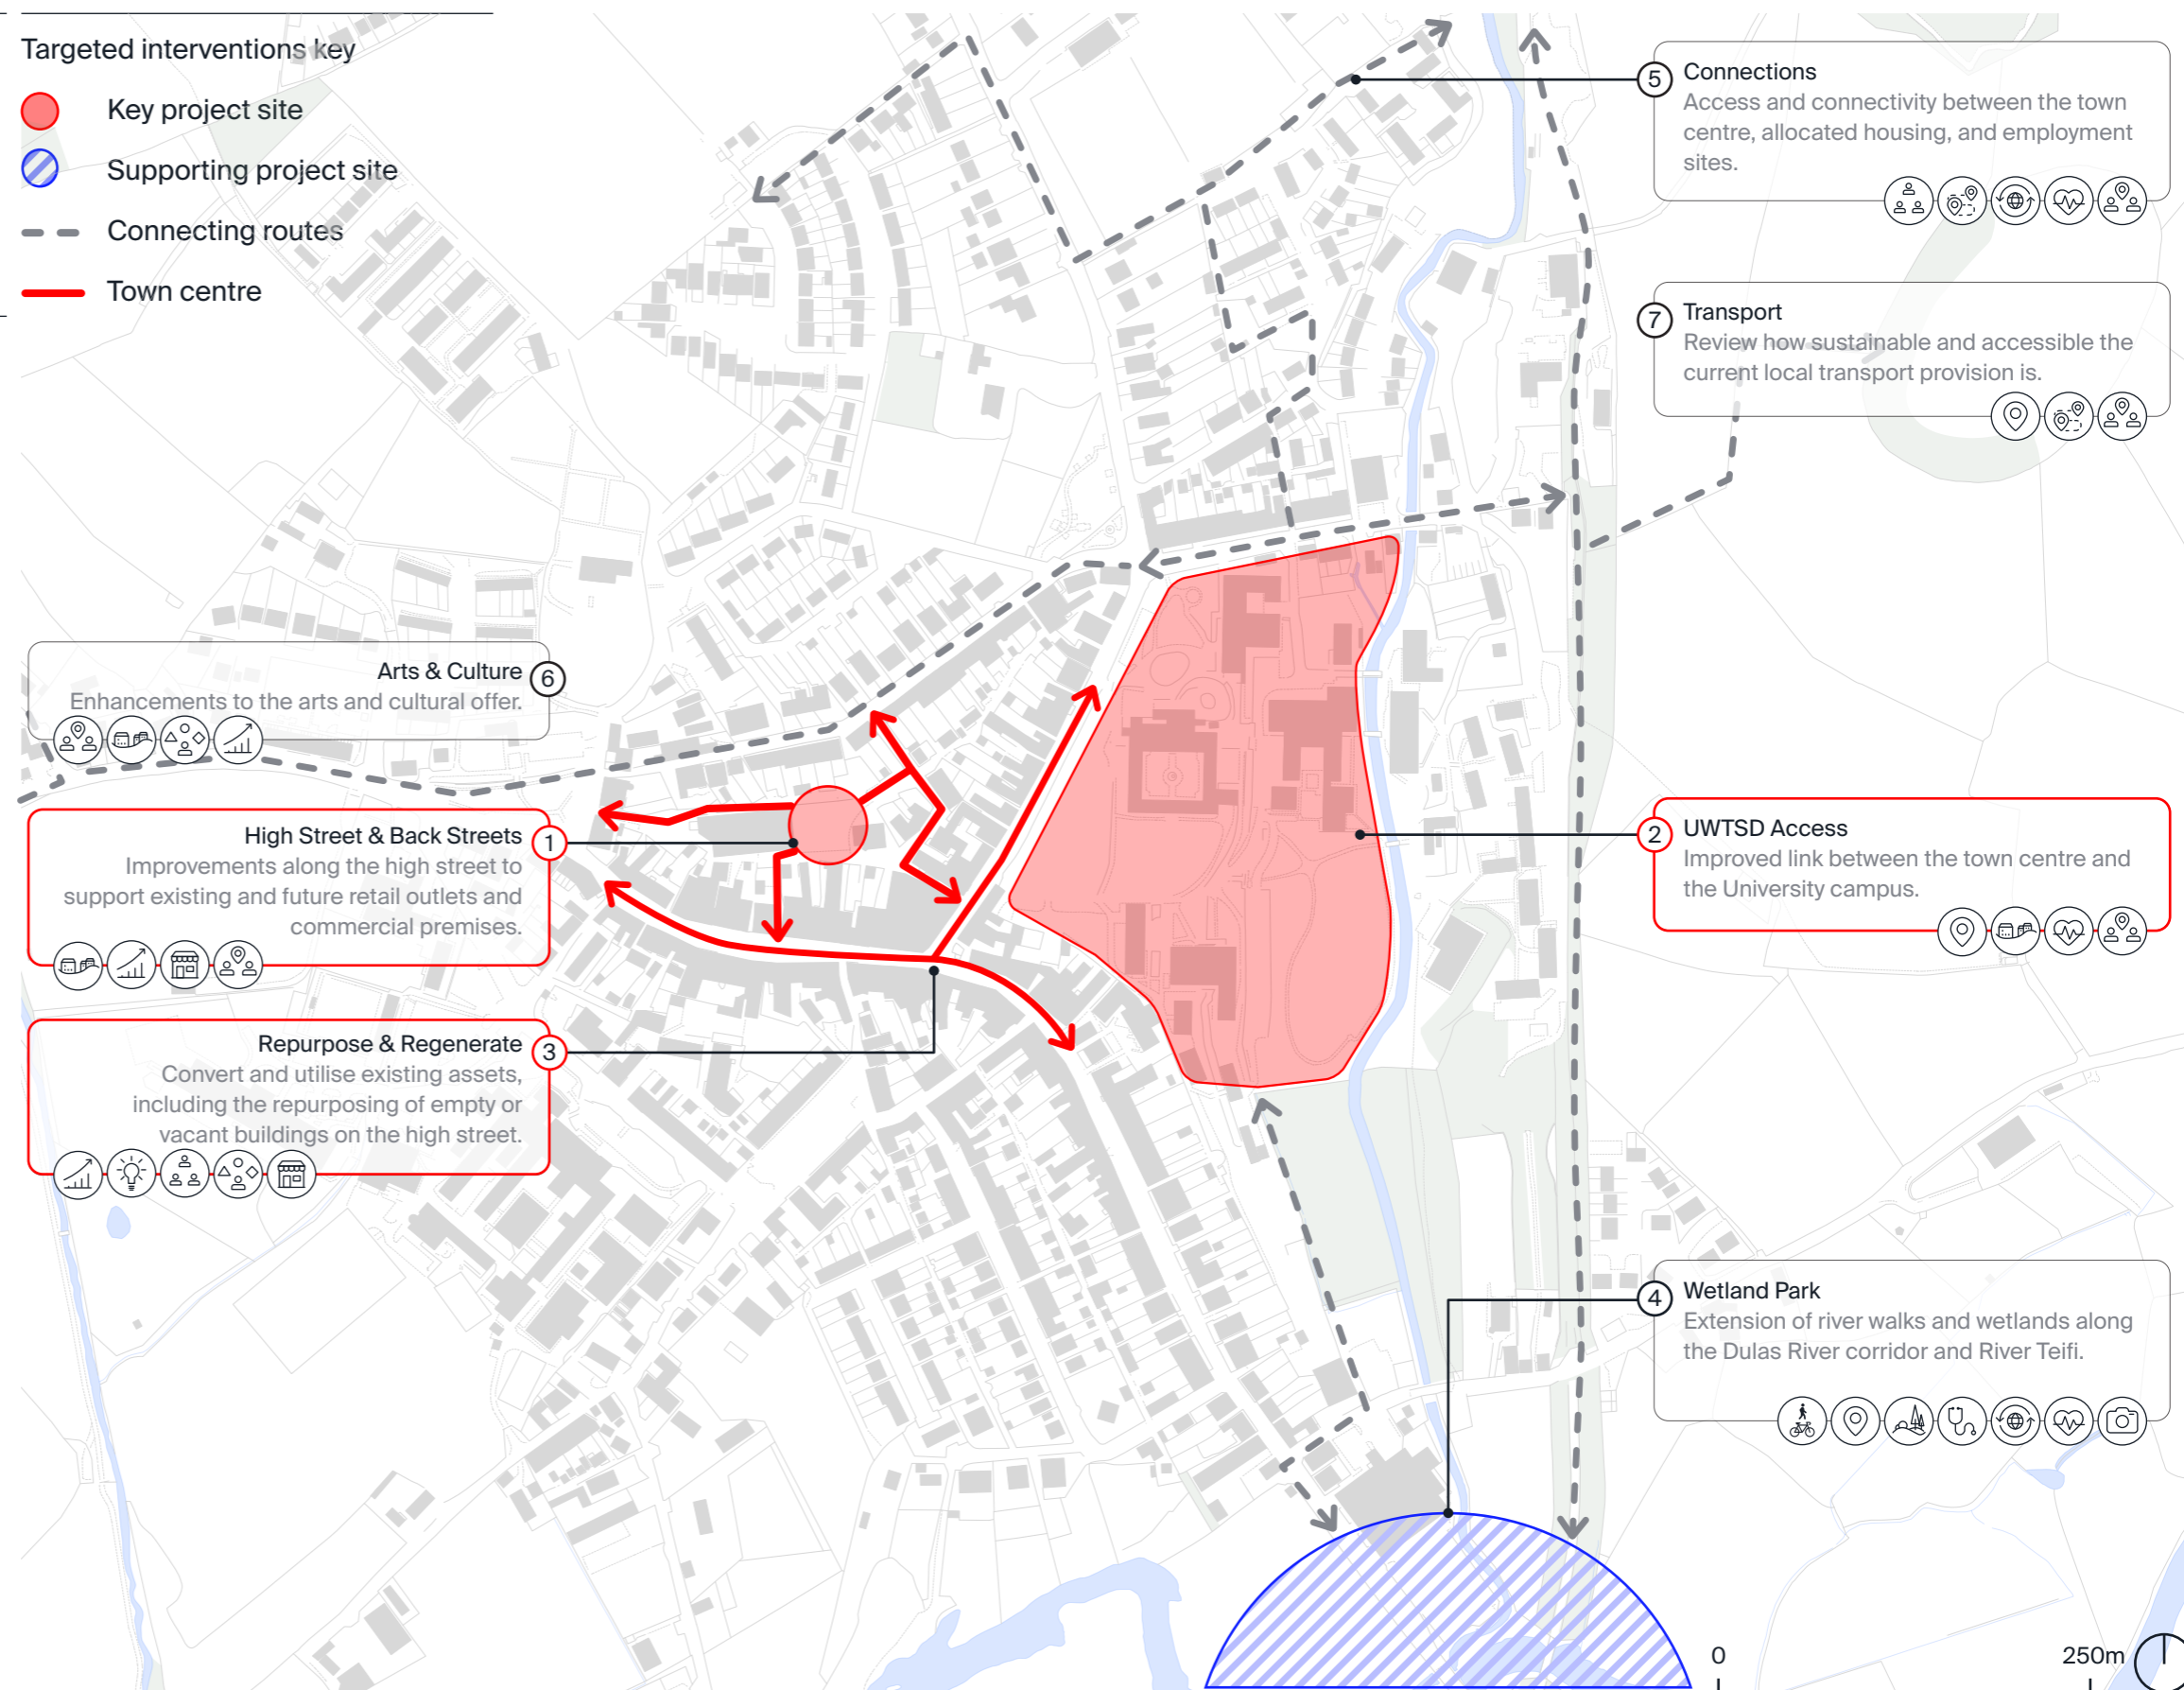 Targeted interventions key
Key project site
Supporting project site
Connecting routes
Town centre
5
Connections
Access and connectivity between the town
centre, allocated housing, and employment
sites.
7
Transport
Review how sustainable and accessible the
current local transport provision is.
Arts & Culture
6
Enhancements to the arts and cultural offer.
High Street & Back Streets
1
Improvements along the high street to
support existing and future retail outlets and
commercial premises.
2
UWTSD Access
Improved link between the town centre and
the University campus.
Repurpose & Regenerate
3
Convert and utilise existing assets,
including the repurposing of empty or
vacant buildings on the high street.
4
Wetland Park
Extension of river walks and wetlands along
the Dulas River corridor and River Teifi.
0
250m